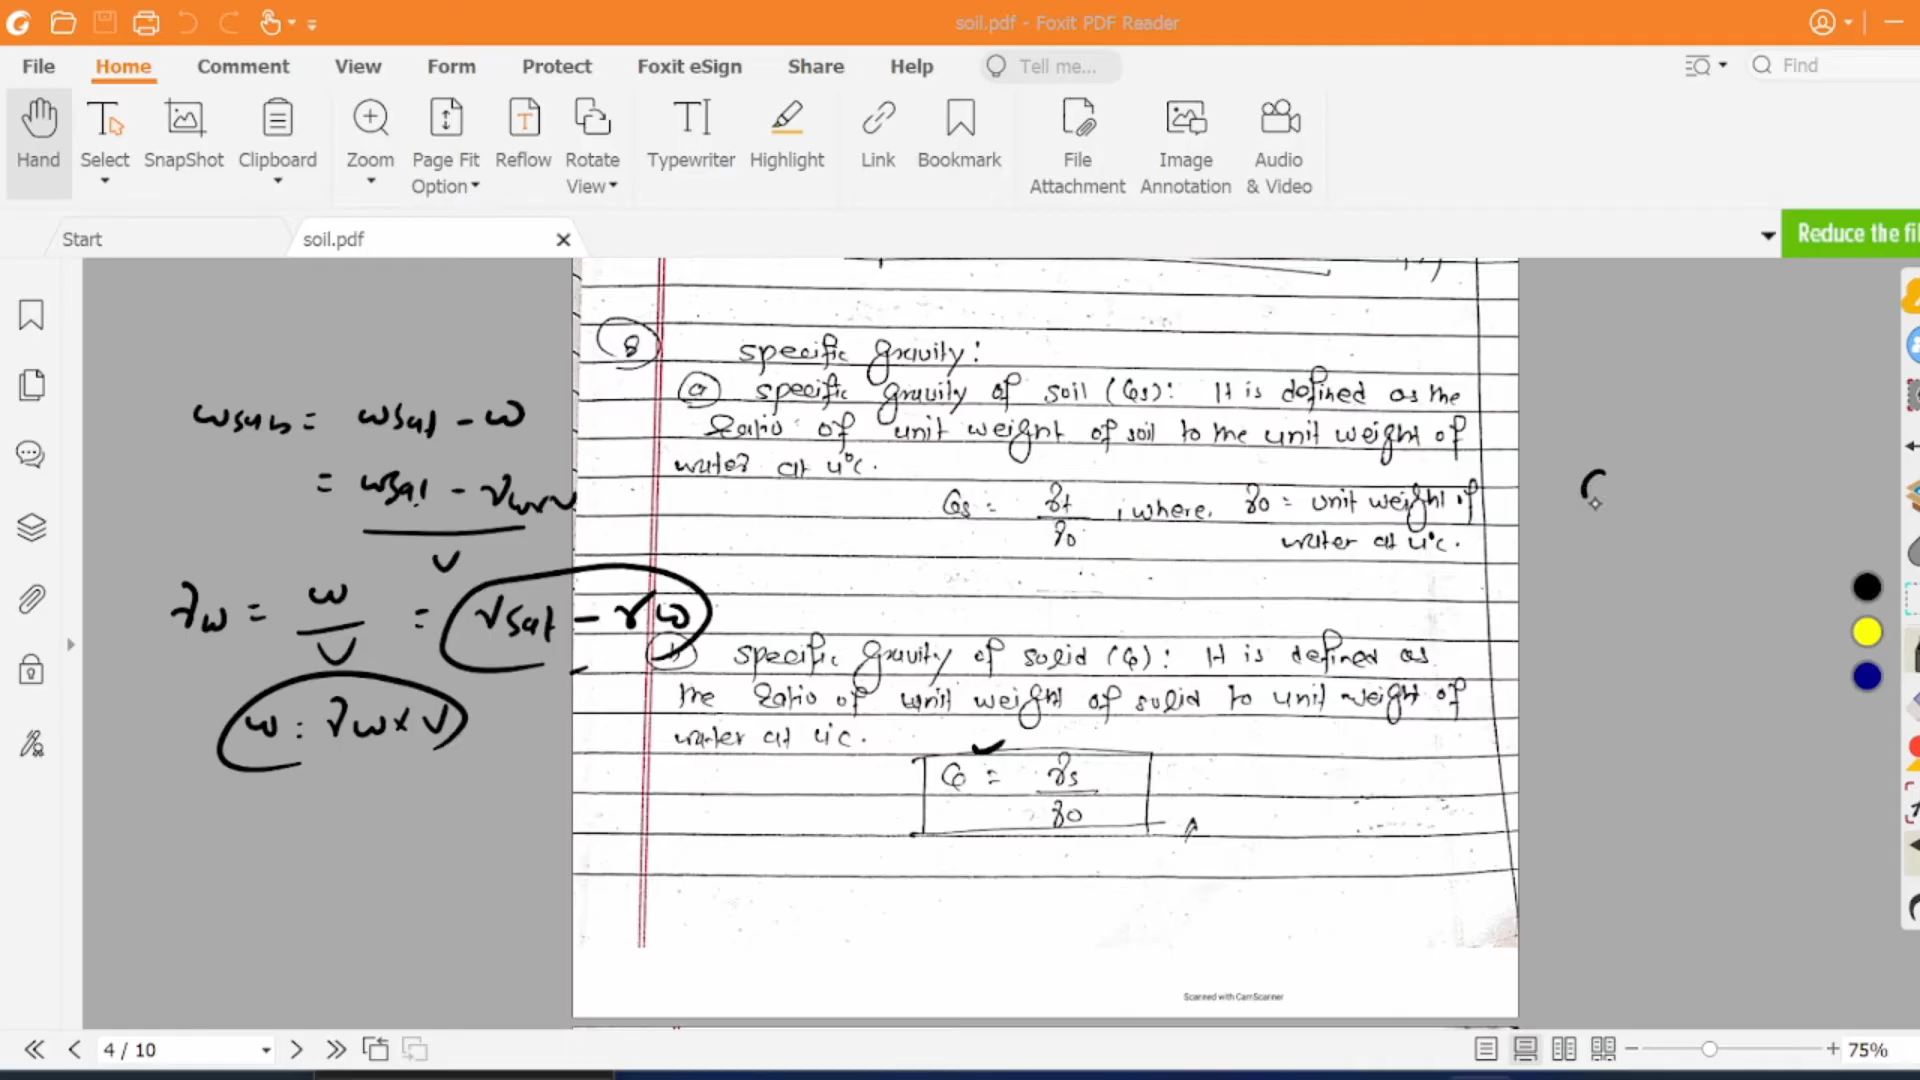 soil.pdf - Foxit PDF Reader
File Home Comment View Form Protect Foxit eSign Share Help Tell me... Find
Hand Select SnapShot Clipboard Zoom Page Fit Option Reflow Rotate View Typewriter Highlight Link Bookmark File Attachment Image Annotation Audio & Video
Start soil.pdf Reduce the fil
8 specific gravity:
a specific gravity of soil (Gs): It is defined as the
Ratio of unit weight of soil to the unit weight of
water at 4°c.
Gs = γt / γo , where, γo = unit weight of
water at 4°c.
b) specific gravity of solid (G): It is defined as
the Ratio of unit weight of solid to unit weight of
water at 4°c.
G = γs / γo
wsub = wsat - w
= wsat - γw×v
v
γw = w / v = γsat - γw
w : γw x v
Scanned with CamScanner
4 / 10
75%